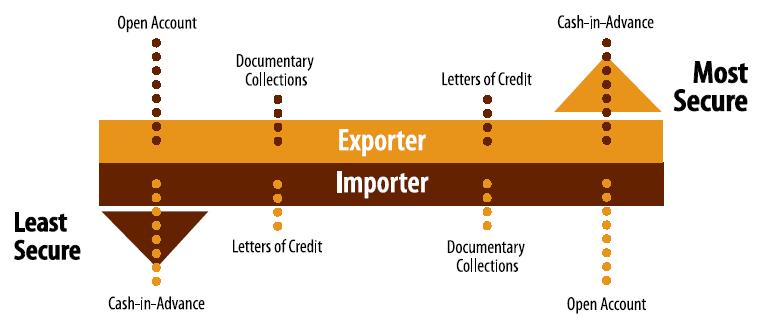 Open Account
Cash-in-Advance
Documentary
Collections
Letters of Credit
Most
Secure
Exporter
Importer
Least
Secure
Letters of Credit
Documentary
Collections
Cash-in-Advance
Open Account